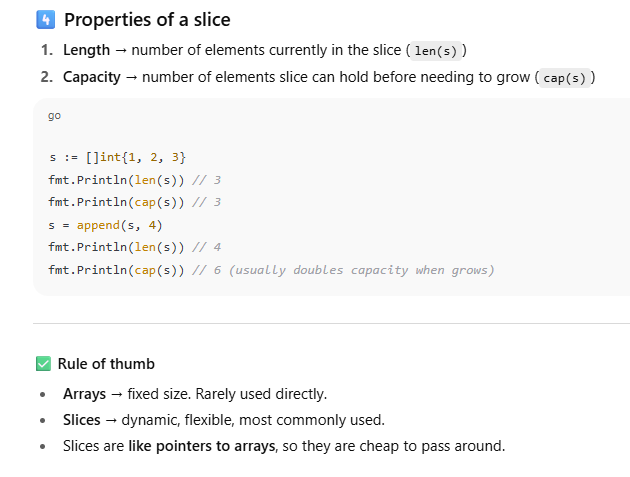 4 Properties of a slice
1. Length → number of elements currently in the slice ( len(s) )
2. Capacity → number of elements slice can hold before needing to grow ( cap(s) )
go
s := []int{1, 2, 3}
fmt.Println(len(s)) // 3
fmt.Println(cap(s)) // 3
s = append(s, 4)
fmt.Println(len(s)) // 4
fmt.Println(cap(s)) // 6 (usually doubles capacity when grows)
✅ Rule of thumb
• Arrays → fixed size. Rarely used directly.
• Slices → dynamic, flexible, most commonly used.
• Slices are like pointers to arrays, so they are cheap to pass around.